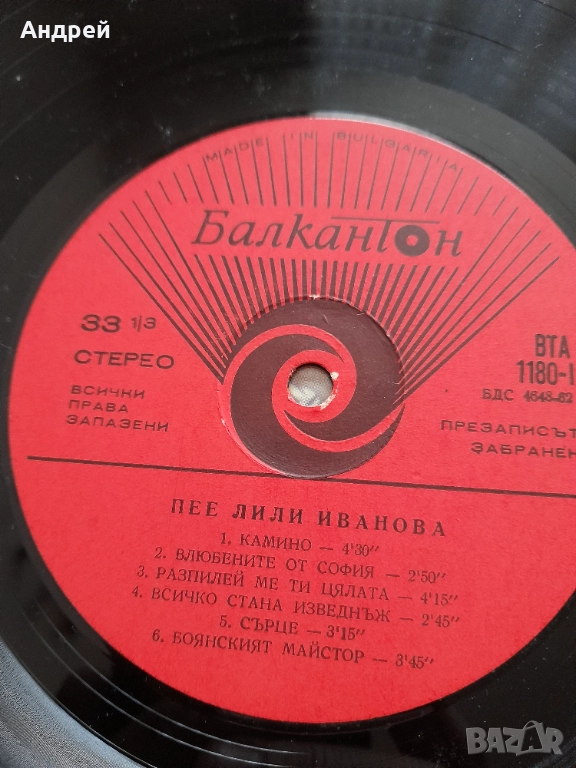 Андрей
MADE IN BULGARIA
Балкантон
33 1/3
СТЕРЕО
ВСИЧКИ
ПРАВА
ЗАПАЗЕНИ
ВТА
1180-I
БДС 4648-62
ПРЕЗАПИСЪТ
ЗАБРАНЕН
ПЕЕ ЛИЛИ ИВАНОВА
1. КАМИНО — 4'30"
2. ВЛЮБЕНИТЕ ОТ СОФИЯ — 2'50"
3. РАЗПИЛЕЙ МЕ ТИ ЦЯЛАТА — 4'15"
4. ВСИЧКО СТАНА ИЗВЕДНЪЖ — 2'45"
5. СЪРЦЕ — 3'15"
6. БОЯНСКИЯТ МАЙСТОР — 3'45"
BAZAR